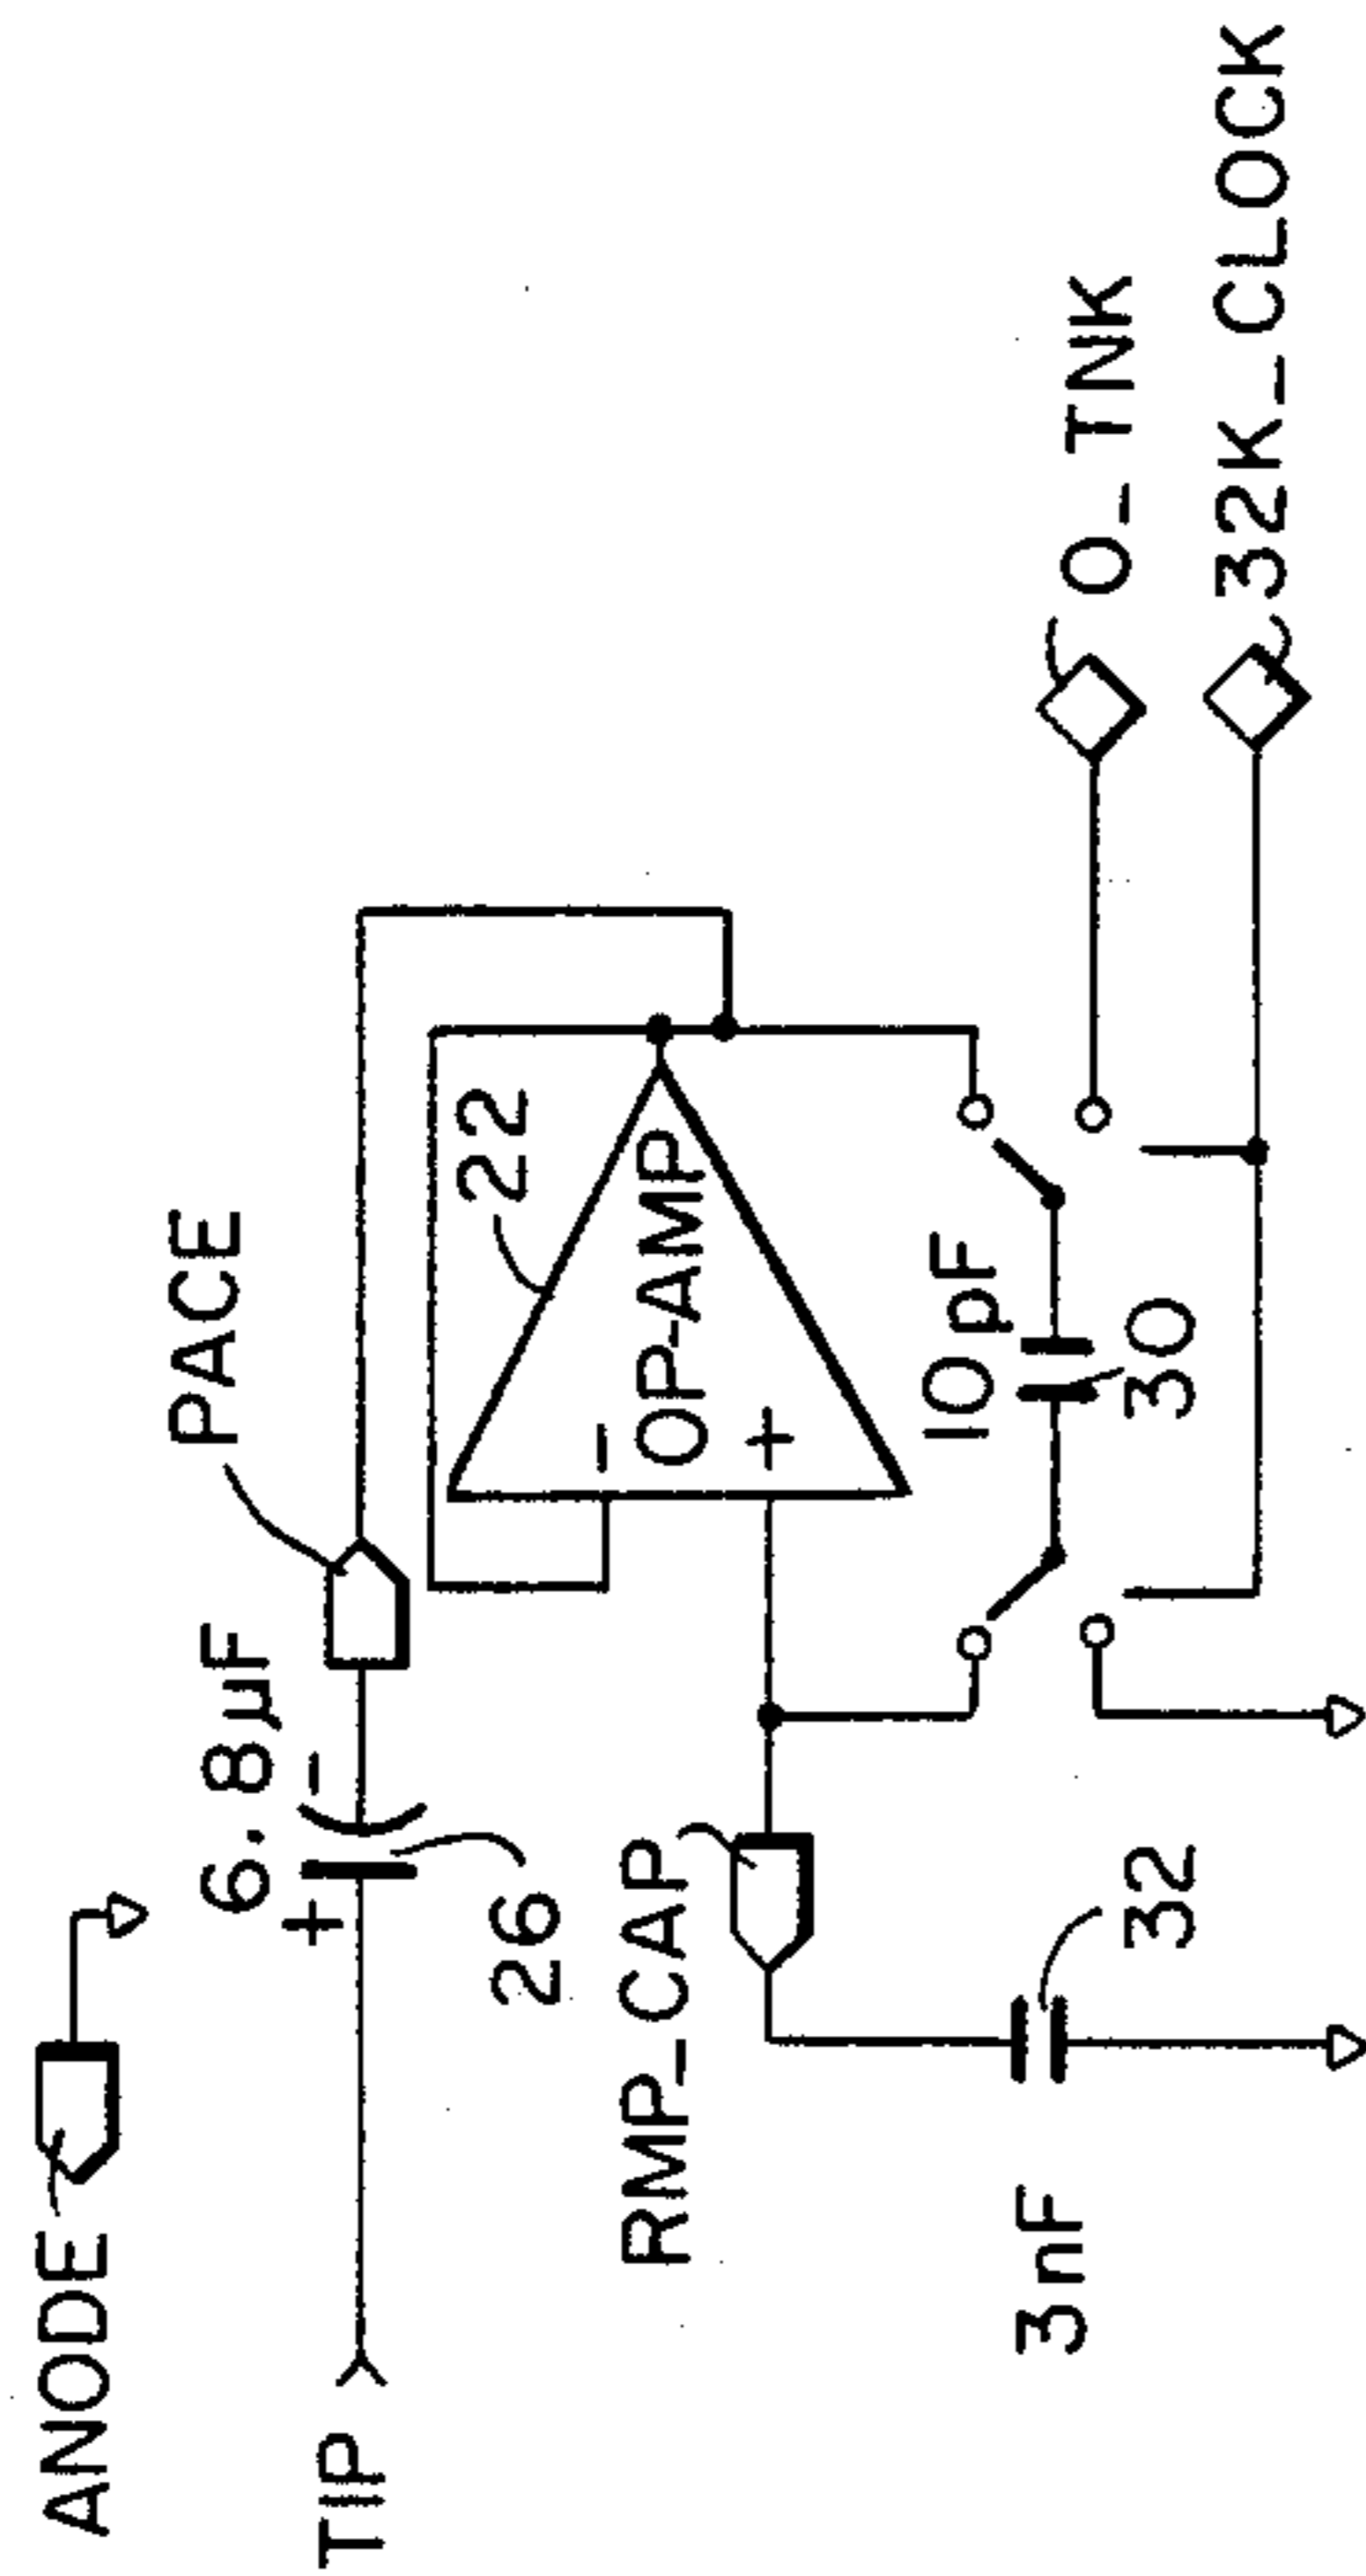 ANODE
TIP
6.8µF
+ -
26
PACE
22
-
OP-AMP
+
RMP_CAP
3nF
32
10pF
30
O_TNK
32K_CLOCK